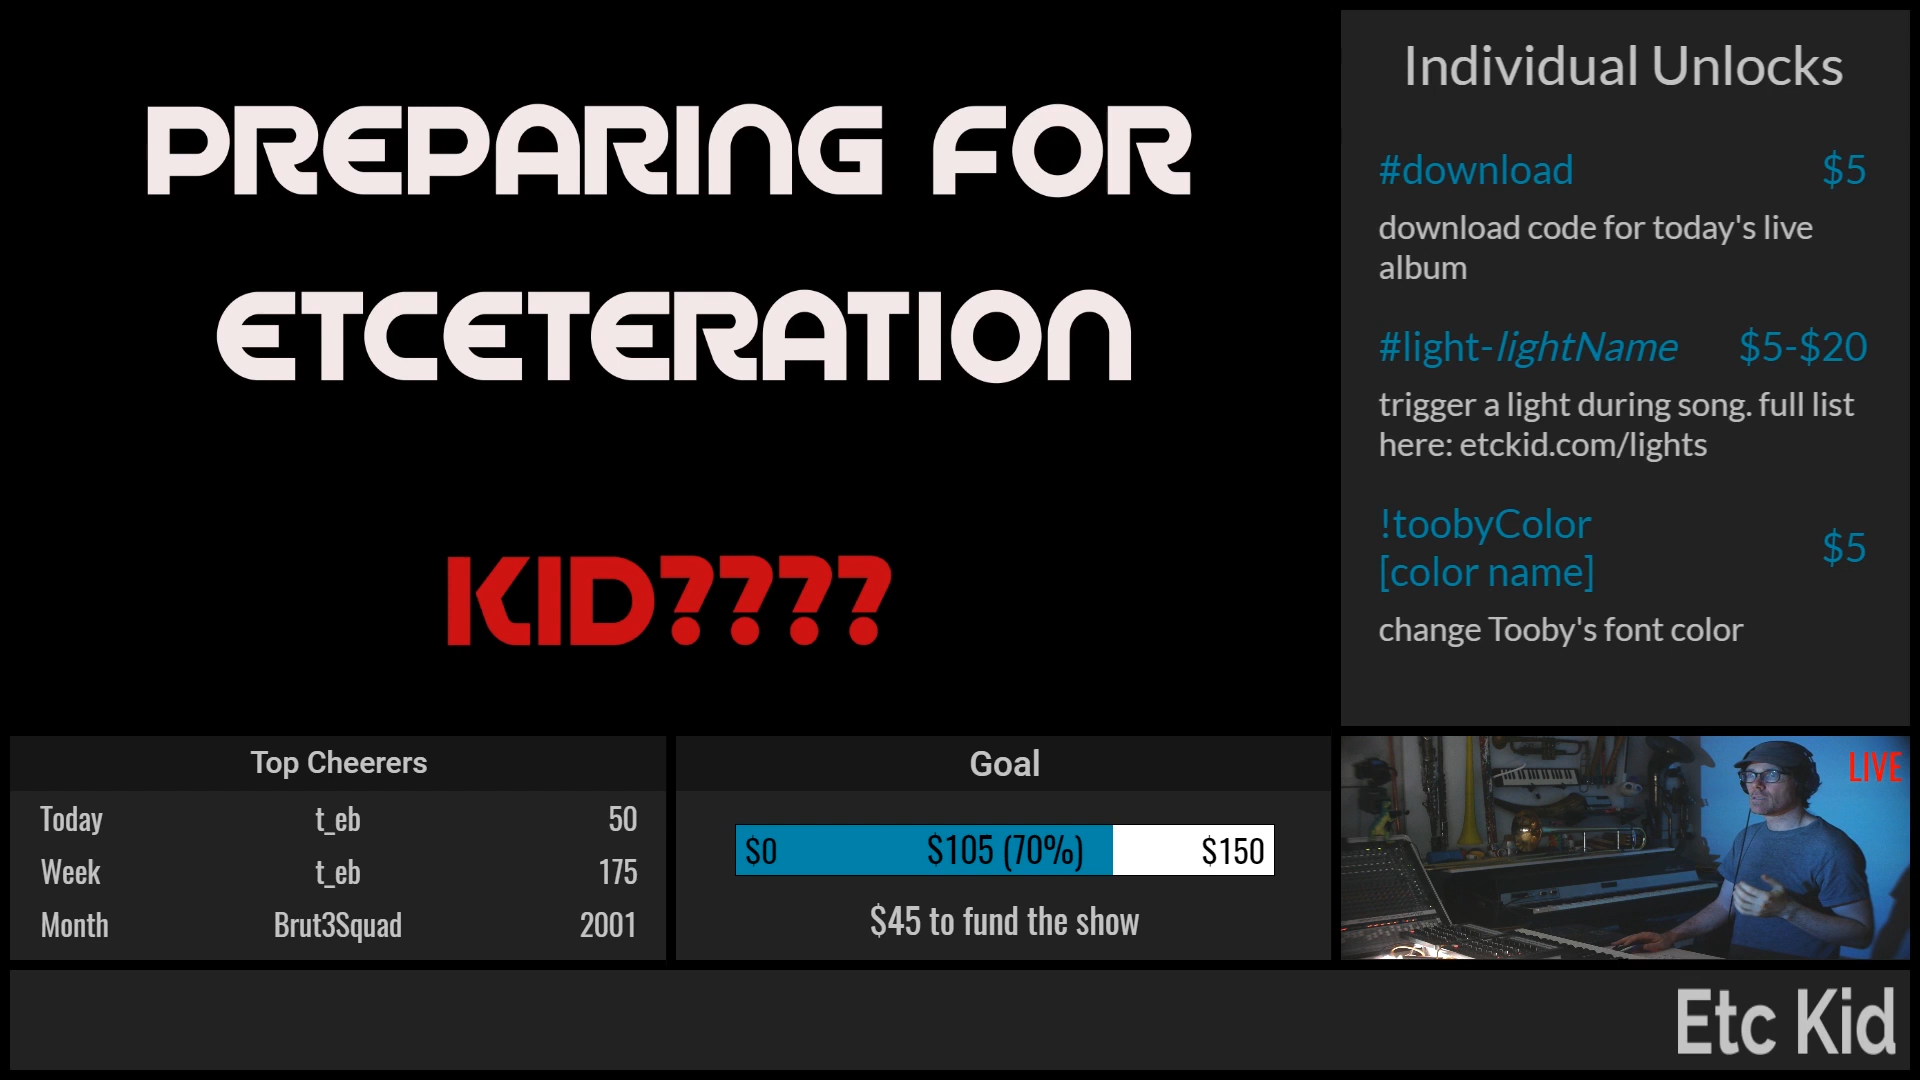 PREPARING FOR
ETCETERATION
KID????
Individual Unlocks
#download $5
download code for today's live
album
#light-lightName $5-$20
trigger a light during song. full list
here: etckid.com/lights
!toobyColor
[color name] $5
change Tooby's font color
Top Cheerers
Today t_eb 50
Week t_eb 175
Month Brut3Squad 2001
Goal
$0 $105 (70%) $150
$45 to fund the show
LIVE
Etc Kid